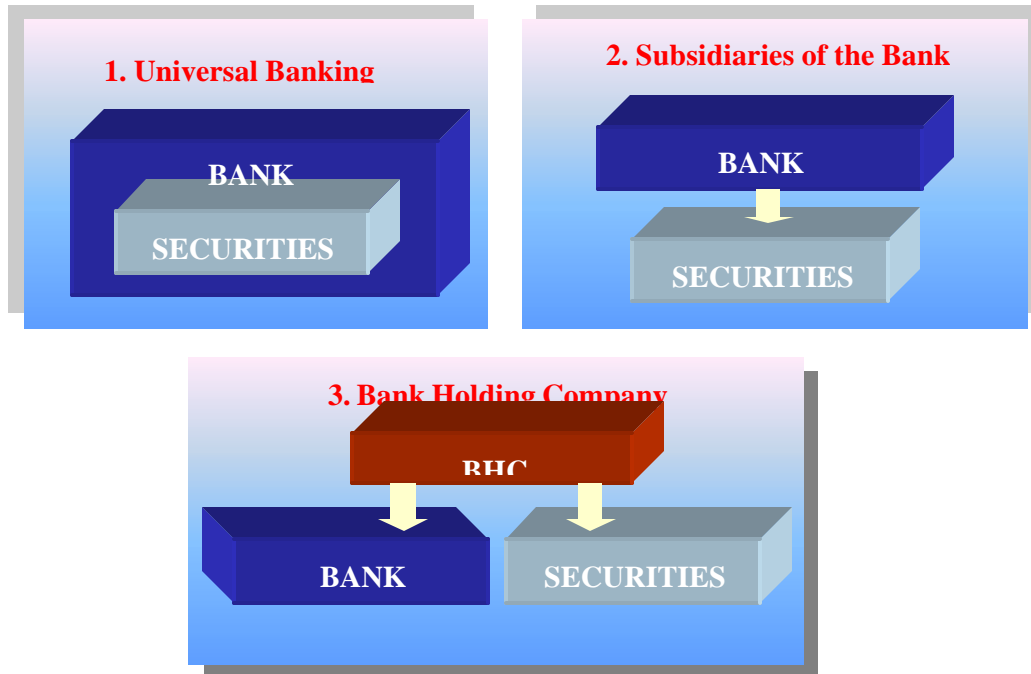 1. Universal Banking
BANK
SECURITIES
2. Subsidiaries of the Bank
BANK
SECURITIES
3. Bank Holding Company
BHC
BANK
SECURITIES